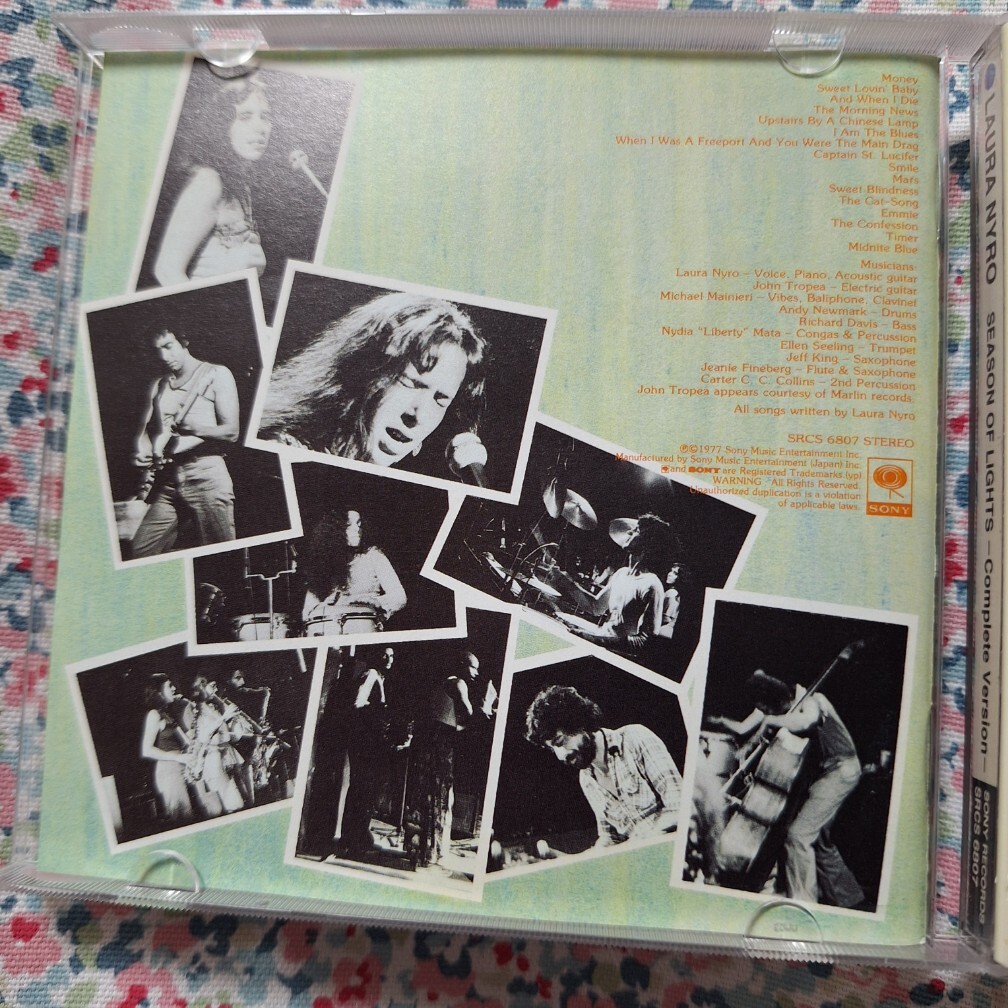 Money
Sweet Lovin' Baby
And When I Die
The Morning News
Upstairs By A Chinese Lamp
I Am The Blues
When I Was A Freeport And You Were The Main Drag
Captain St. Lucifer
Smile
Mars
Sweet Blindness
The Cat-Song
Emmie
The Confession
Timer
Midnite Blue
Musicians:
Laura Nyro – Voice, Piano, Acoustic guitar
John Tropea – Electric guitar
Michael Mainieri – Vibes, Baliphone, Clavinet
Andy Newmark – Drums
Richard Davis – Bass
Nydia "Liberty" Mata – Congas & Percussion
Ellen Seeling – Trumpet
Jeff King – Saxophone
Jeanie Fineberg – Flute & Saxophone
Carter C. C. Collins – 2nd Percussion
John Tropea appears courtesy of Marlin records.
All songs written by Laura Nyro
SRCS 6807 STEREO
℗©1977 Sony Music Entertainment Inc.
Manufactured by Sony Music Entertainment (Japan) Inc.
and SONY are Registered Trademarks (yp)
WARNING : All Rights Reserved.
Unauthorized duplication is a violation
of applicable laws.
SONY
LAURA NYRO SEASON OF LIGHTS –Complete Version–
SONY RECORDS
SRCS 6807